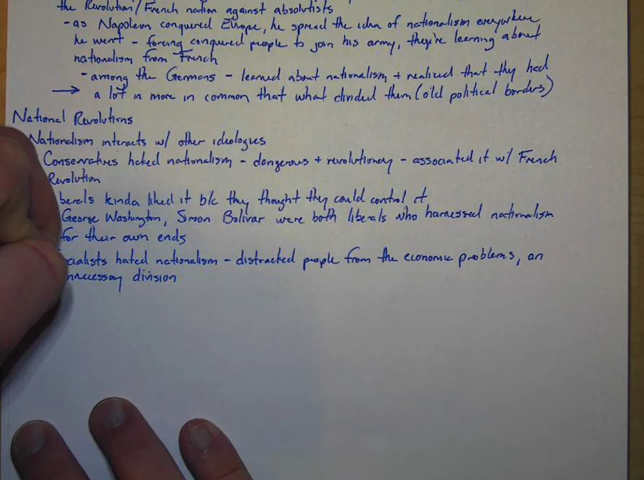 the Revolution/French nation against absolutists
-as Napoleon conquered Europe, he spread the idea of nationalism everywhere
he went - forcing conquered people to join his army, they're learning about
nationalism from French
-among the Germans - learned about nationalism + realized that they had
→ a lot in more in common that what divided them (old political borders)
National Revolutions
Nationalism interacts w/ other ideologies
Conservatives hated nationalism - dangerous + revolutionary - associated it w/ French
Revolution
berals kinda liked it b/c they thought they could control it
George Washington, Simon Bolivar were both liberals who harnessed nationalism
for their own ends
cialists hated nationalism - distracted people from the economic problems, an
nnecessary division